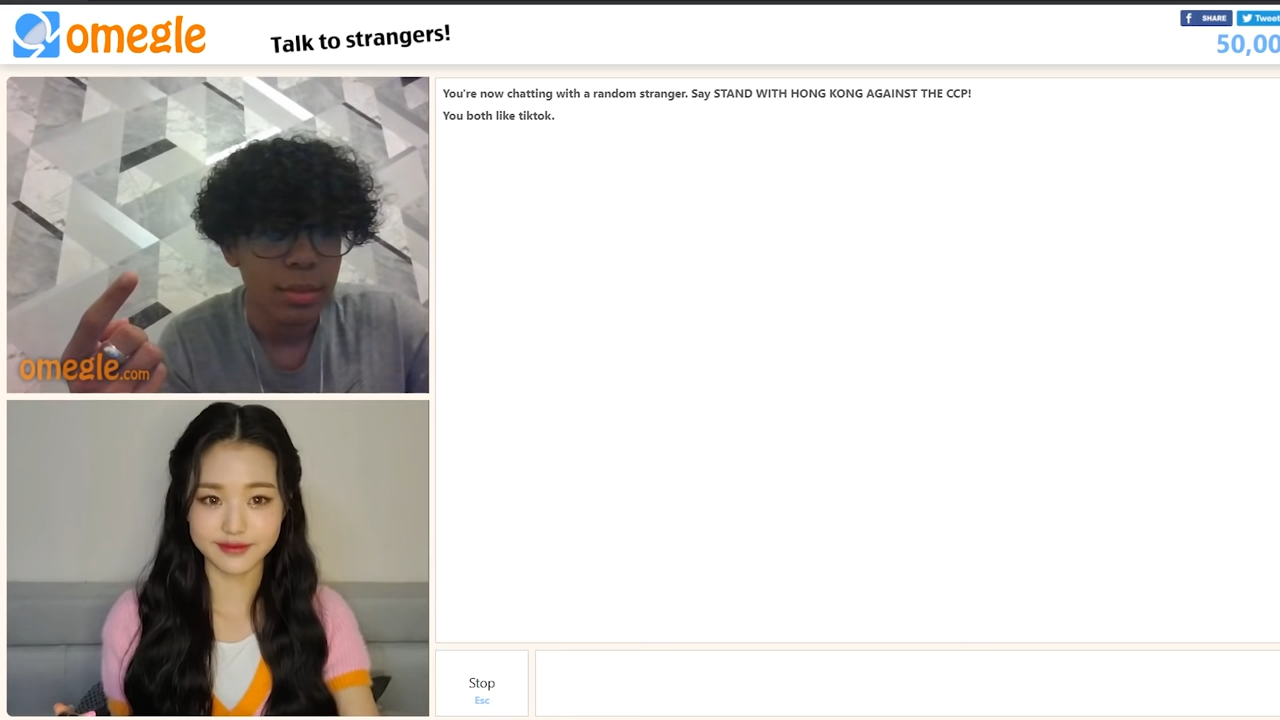 omegle
Talk to strangers!
SHARE
Tweet
50,00
You're now chatting with a random stranger. Say STAND WITH HONG KONG AGAINST THE CCP!
You both like tiktok.
omegle.com
Stop
Esc